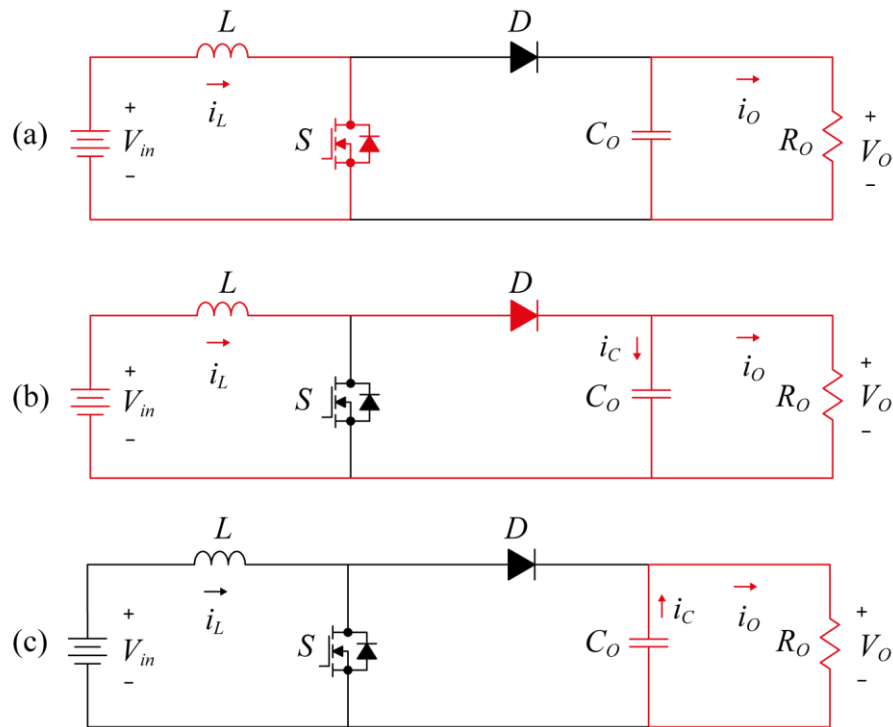 L D
(a) + V_in - i_L S C_O i_O R_O + V_O -
L D
(b) + V_in - i_L S i_C C_O i_O R_O + V_O -
L D
(c) + V_in - i_L S C_O i_C i_O R_O + V_O -